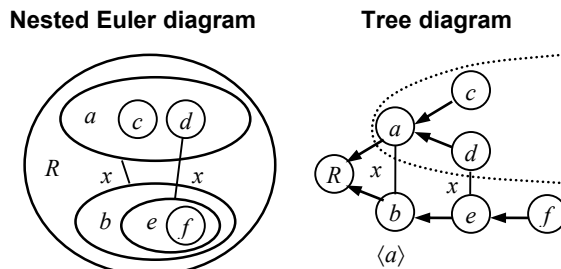 Nested Euler diagram
Tree diagram
a c d
R
x x
b e f
c
a
d
R x
x
b e f
⟨a⟩